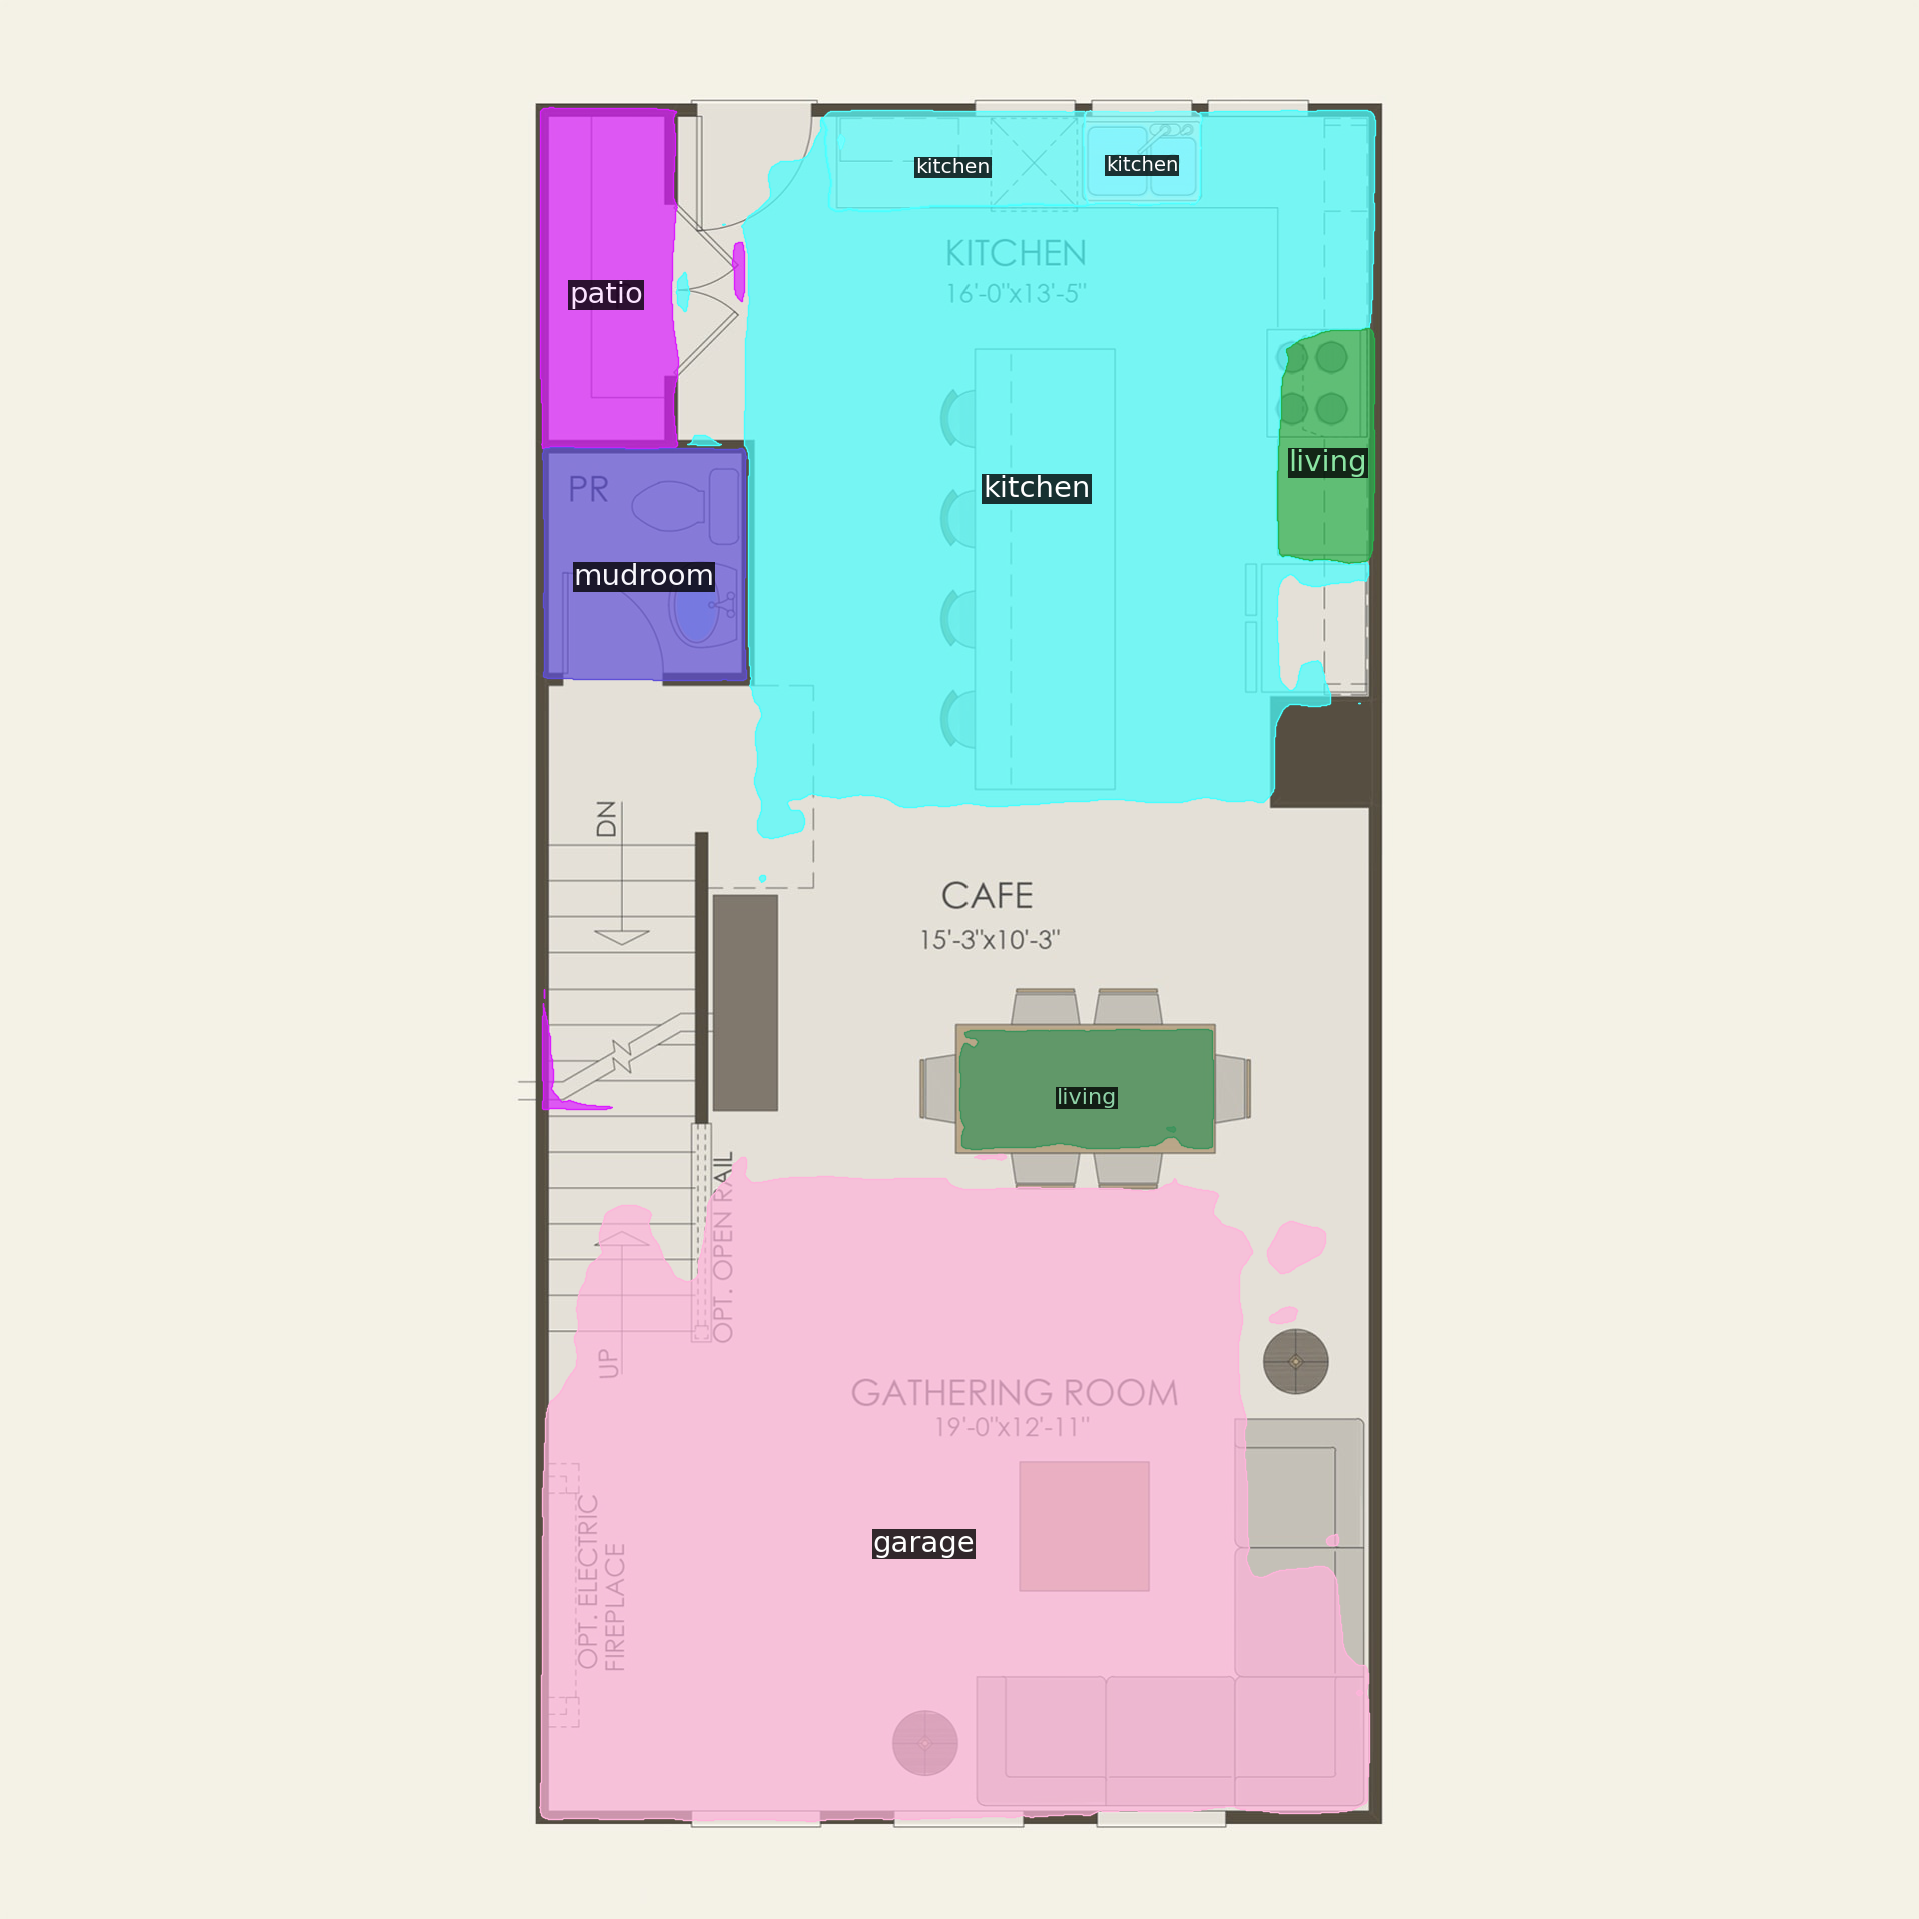 kitchen
kitchen
KITCHEN
16'-0"x13'-5"
patio
living
kitchen
PR
mudroom
DN
CAFE
15'-3"x10'-3"
living
OPT. OPEN RAIL
UP
GATHERING ROOM
19'-0"x12'-11"
OPT. ELECTRIC
FIREPLACE
garage